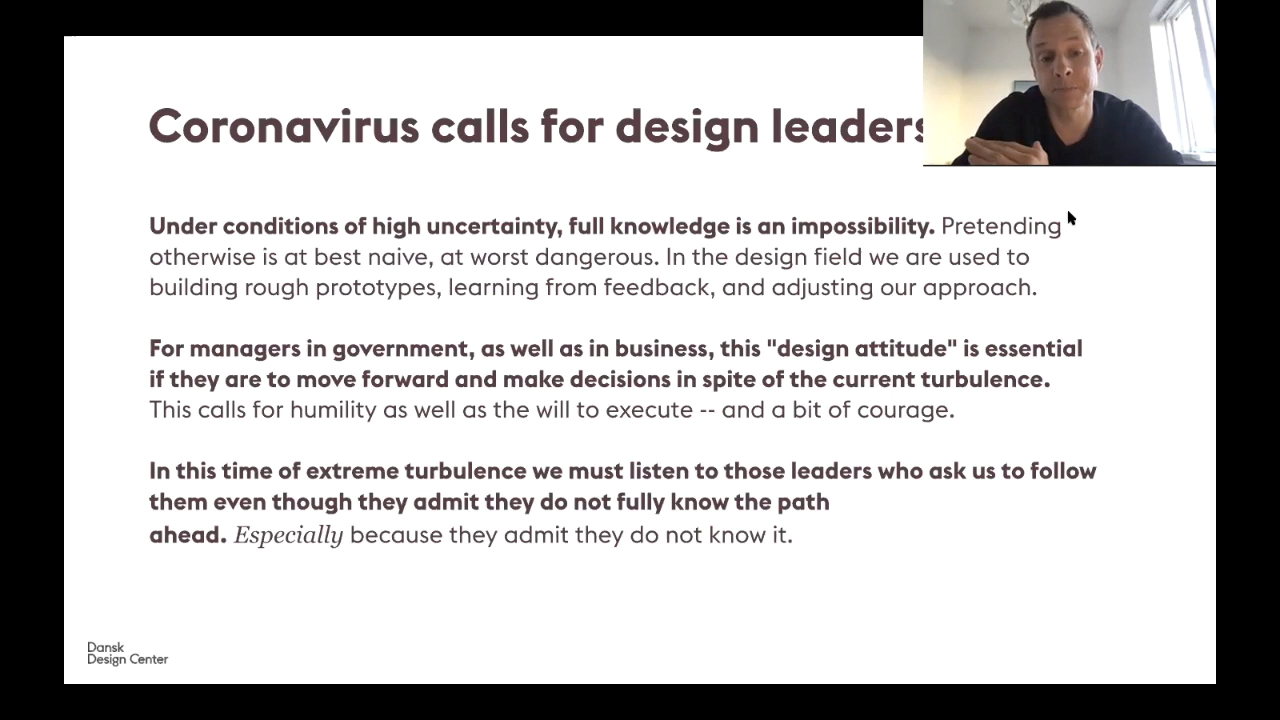 Coronavirus calls for design leaders
Under conditions of high uncertainty, full knowledge is an impossibility. Pretending
otherwise is at best naive, at worst dangerous. In the design field we are used to
building rough prototypes, learning from feedback, and adjusting our approach.
For managers in government, as well as in business, this "design attitude" is essential
if they are to move forward and make decisions in spite of the current turbulence.
This calls for humility as well as the will to execute -- and a bit of courage.
In this time of extreme turbulence we must listen to those leaders who ask us to follow
them even though they admit they do not fully know the path
ahead. Especially because they admit they do not know it.
Dansk
Design Center